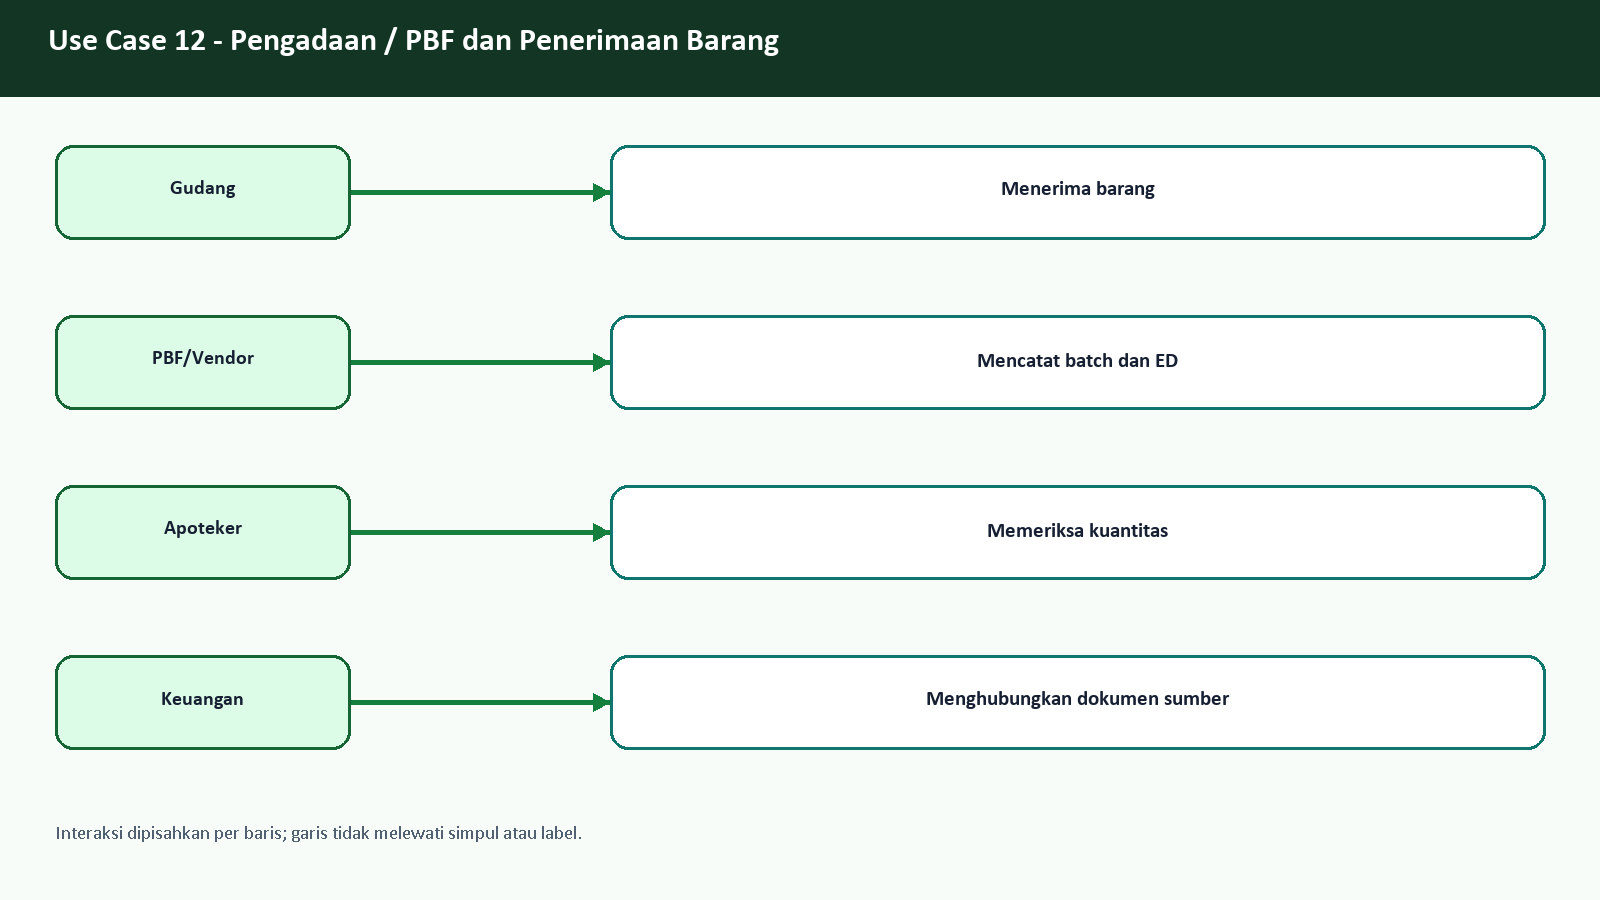 Use Case 12 - Pengadaan / PBF dan Penerimaan Barang
Gudang
Menerima barang
PBF/Vendor
Mencatat batch dan ED
Apoteker
Memeriksa kuantitas
Keuangan
Menghubungkan dokumen sumber
Interaksi dipisahkan per baris; garis tidak melewati simpul atau label.